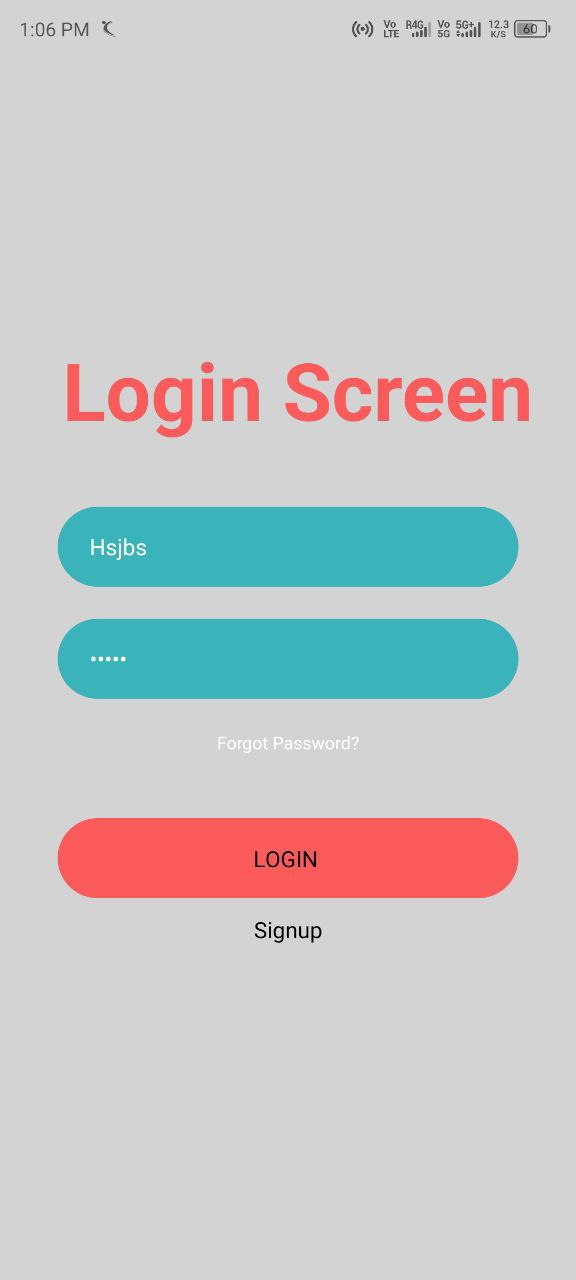 1:06 PM Vo LTE R4G Vo 5G 5G+ 12.3 K/S 60
Login Screen
Hsjbs
•••••
Forgot Password?
LOGIN
Signup